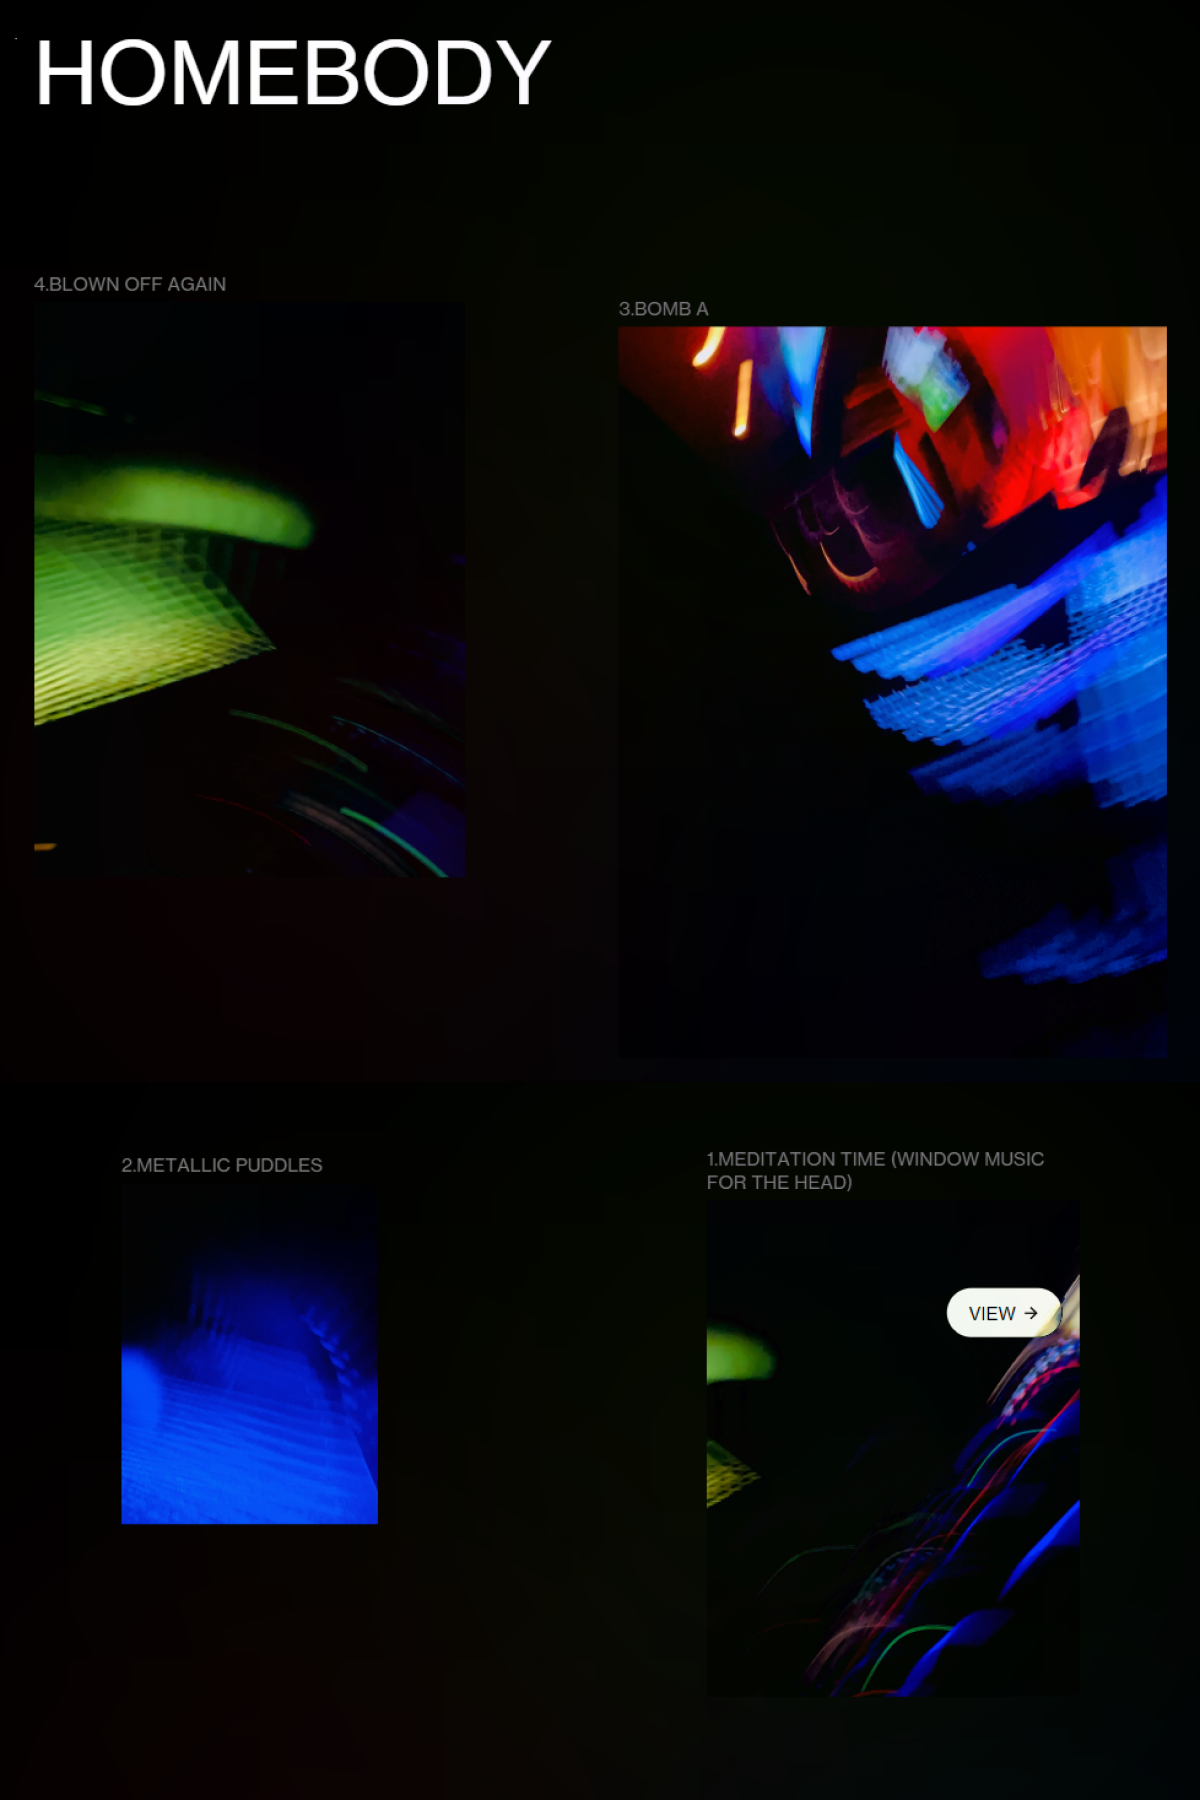 HOMEBODY
4.BLOWN OFF AGAIN
3.BOMB A
2.METALLIC PUDDLES
1.MEDITATION TIME (WINDOW MUSIC
FOR THE HEAD)
VIEW →